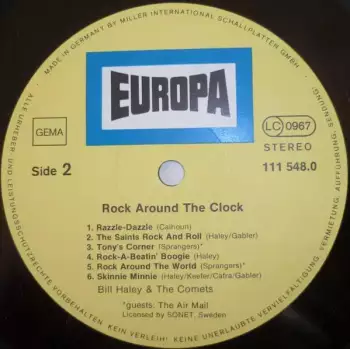 MADE IN GERMANY BY MILLER INTERNATIONAL SCHALLPLATTEN GMBH
EUROPA
GEMA
LC 0967
STEREO
Side 2
111 548.0
Rock Around The Clock
1. Razzle-Dazzle (Calhoun)
2. The Saints Rock And Roll (Haley/Gabler)
3. Tony's Corner (Sprangers)*
4. Rock-A-Beatin' Boogie (Haley)
5. Rock Around The World (Sprangers)*
6. Skinnie Minnie (Haley/Keefer/Cafra/Gabler)
Bill Haley & The Comets
*guests: The Air Mail
Licensed by SONET, Sweden
ALLE URHEBER- UND LEISTUNGSSCHUTZRECHTE VORBEHALTEN. KEIN VERLEIH! KEINE UNERLAUBTE VERVIELFÄLTIGUNG, VERMIETUNG, AUFFÜHRUNG, SENDUNG!